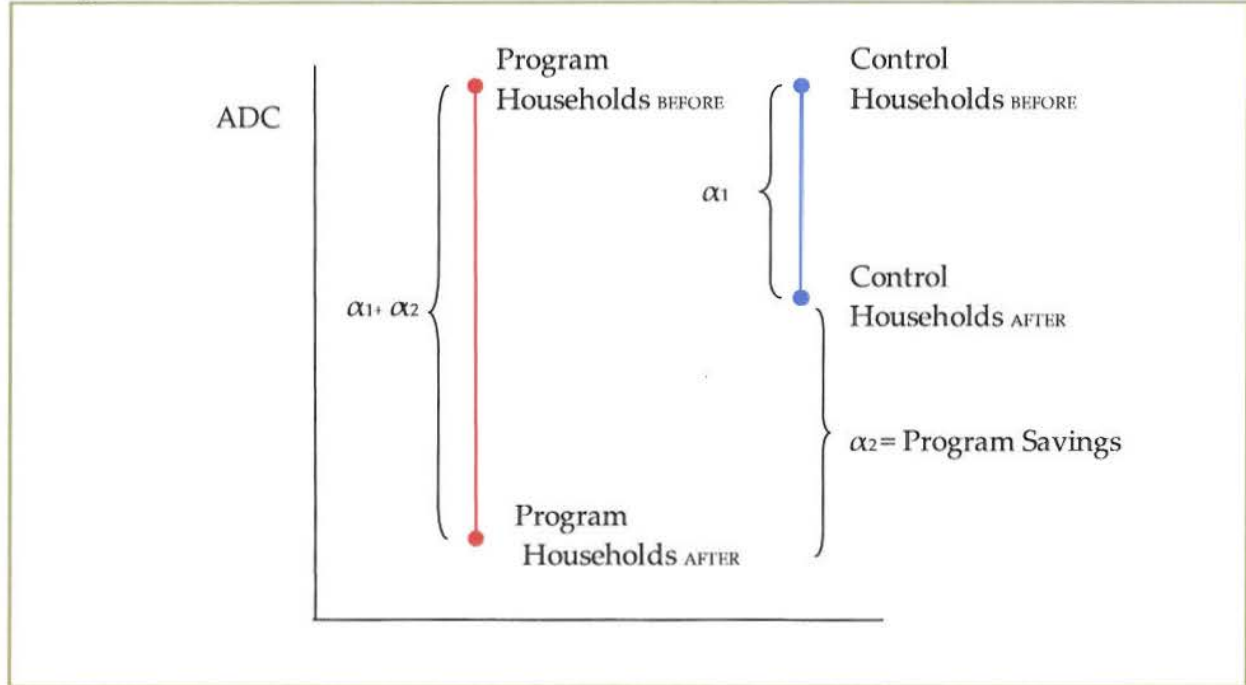 Program
Households BEFORE
Control
Households BEFORE
ADC
α1
Control
Households AFTER
α1+ α2
α2= Program Savings
Program
Households AFTER